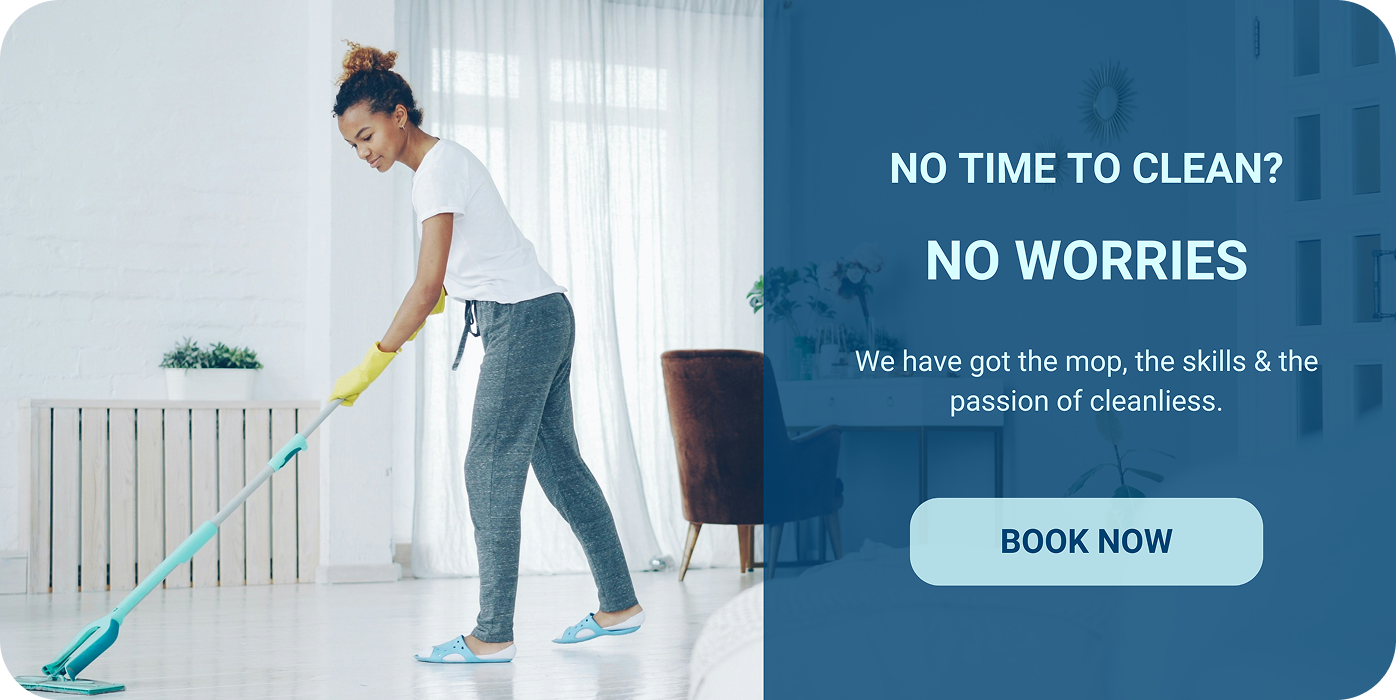 NO TIME TO CLEAN?
NO WORRIES
We have got the mop, the skills & the
passion of cleanliess.
BOOK NOW